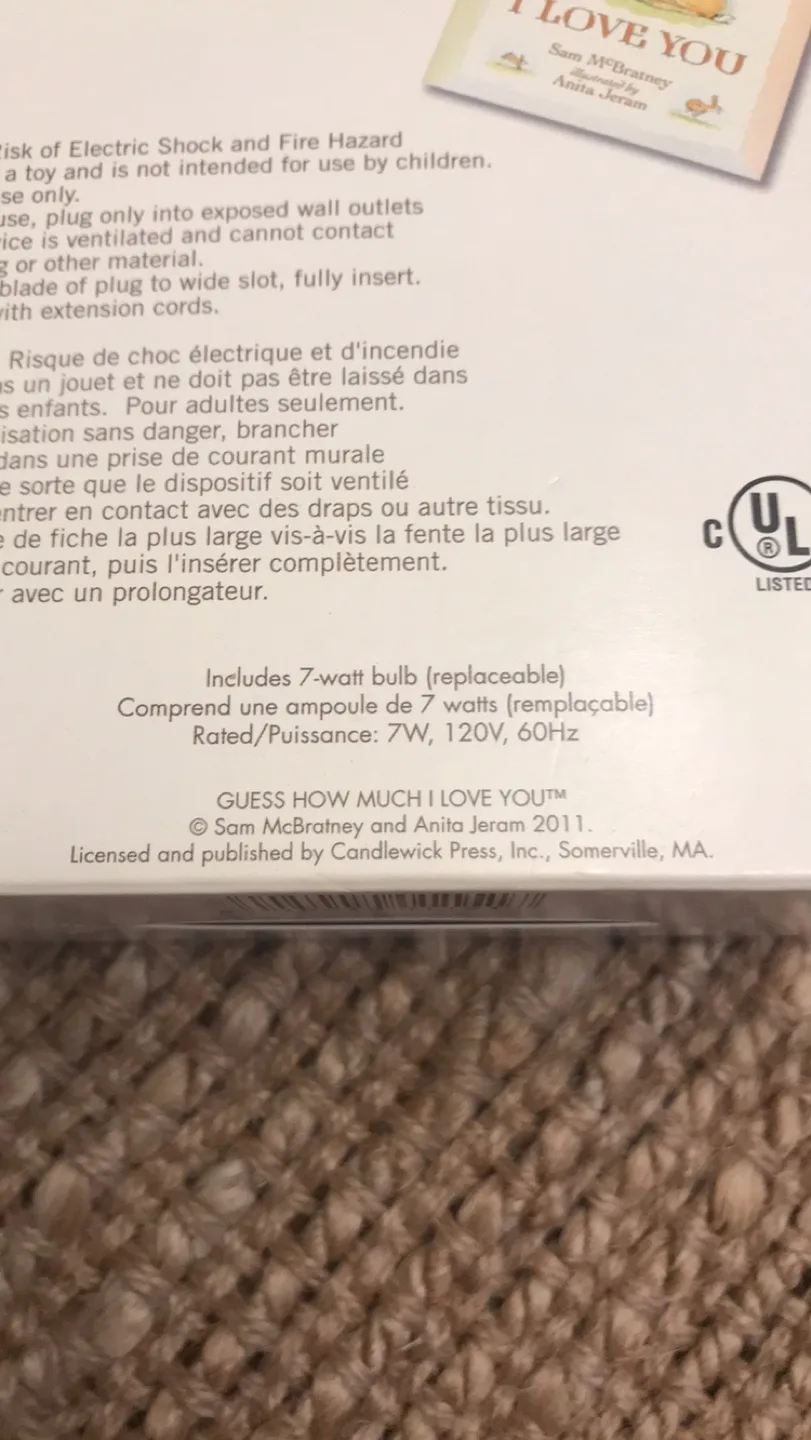 I LOVE YOU
Sam McBratney
illustrated by
Anita Jeram
isk of Electric Shock and Fire Hazard
a toy and is not intended for use by children.
se only.
use, plug only into exposed wall outlets
ice is ventilated and cannot contact
g or other material.
blade of plug to wide slot, fully insert.
ith extension cords.
Risque de choc électrique et d'incendie
s un jouet et ne doit pas être laissé dans
s enfants. Pour adultes seulement.
isation sans danger, brancher
dans une prise de courant murale
e sorte que le dispositif soit ventilé
ntrer en contact avec des draps ou autre tissu.
e de fiche la plus large vis-à-vis la fente la plus large
courant, puis l'insérer complètement.
r avec un prolongateur.
C UL ®
LISTED
Includes 7-watt bulb (replaceable)
Comprend une ampoule de 7 watts (remplaçable)
Rated/Puissance: 7W, 120V, 60Hz
GUESS HOW MUCH I LOVE YOU™
© Sam McBratney and Anita Jeram 2011.
Licensed and published by Candlewick Press, Inc., Somerville, MA.